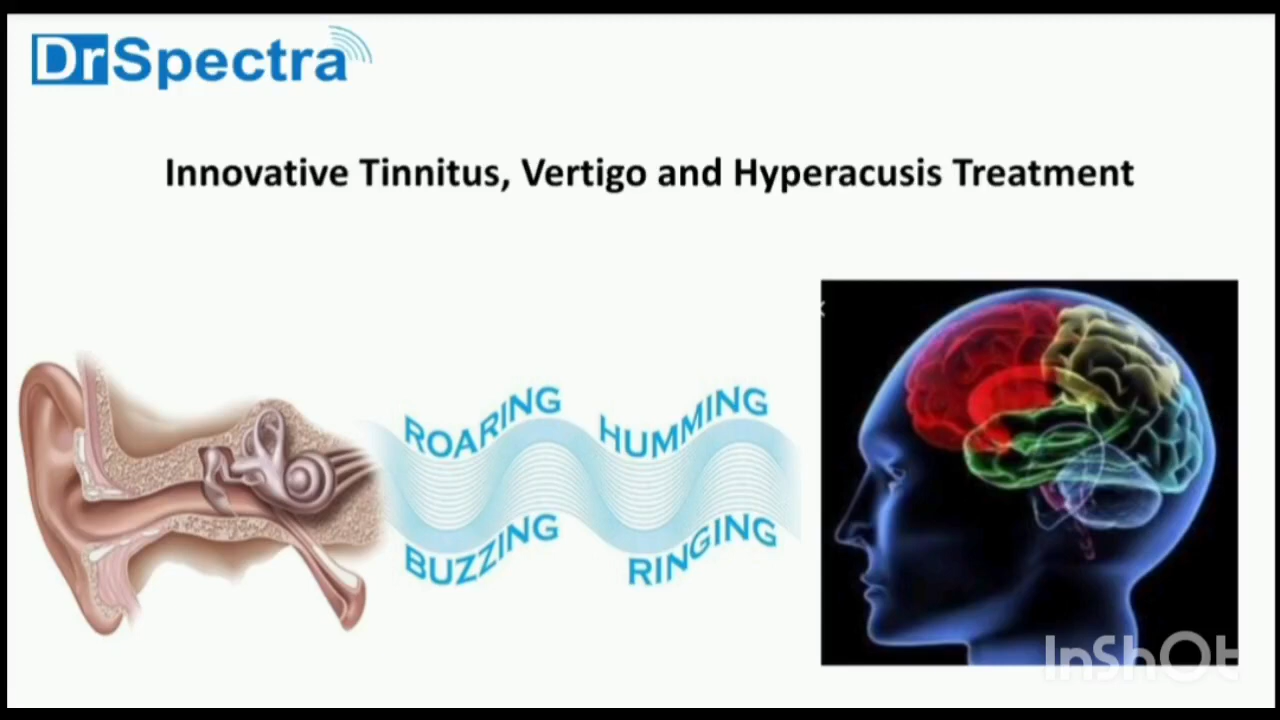 DrSpectra
Innovative Tinnitus, Vertigo and Hyperacusis Treatment
ROARING
HUMMING
BUZZING
RINGING
InShOt